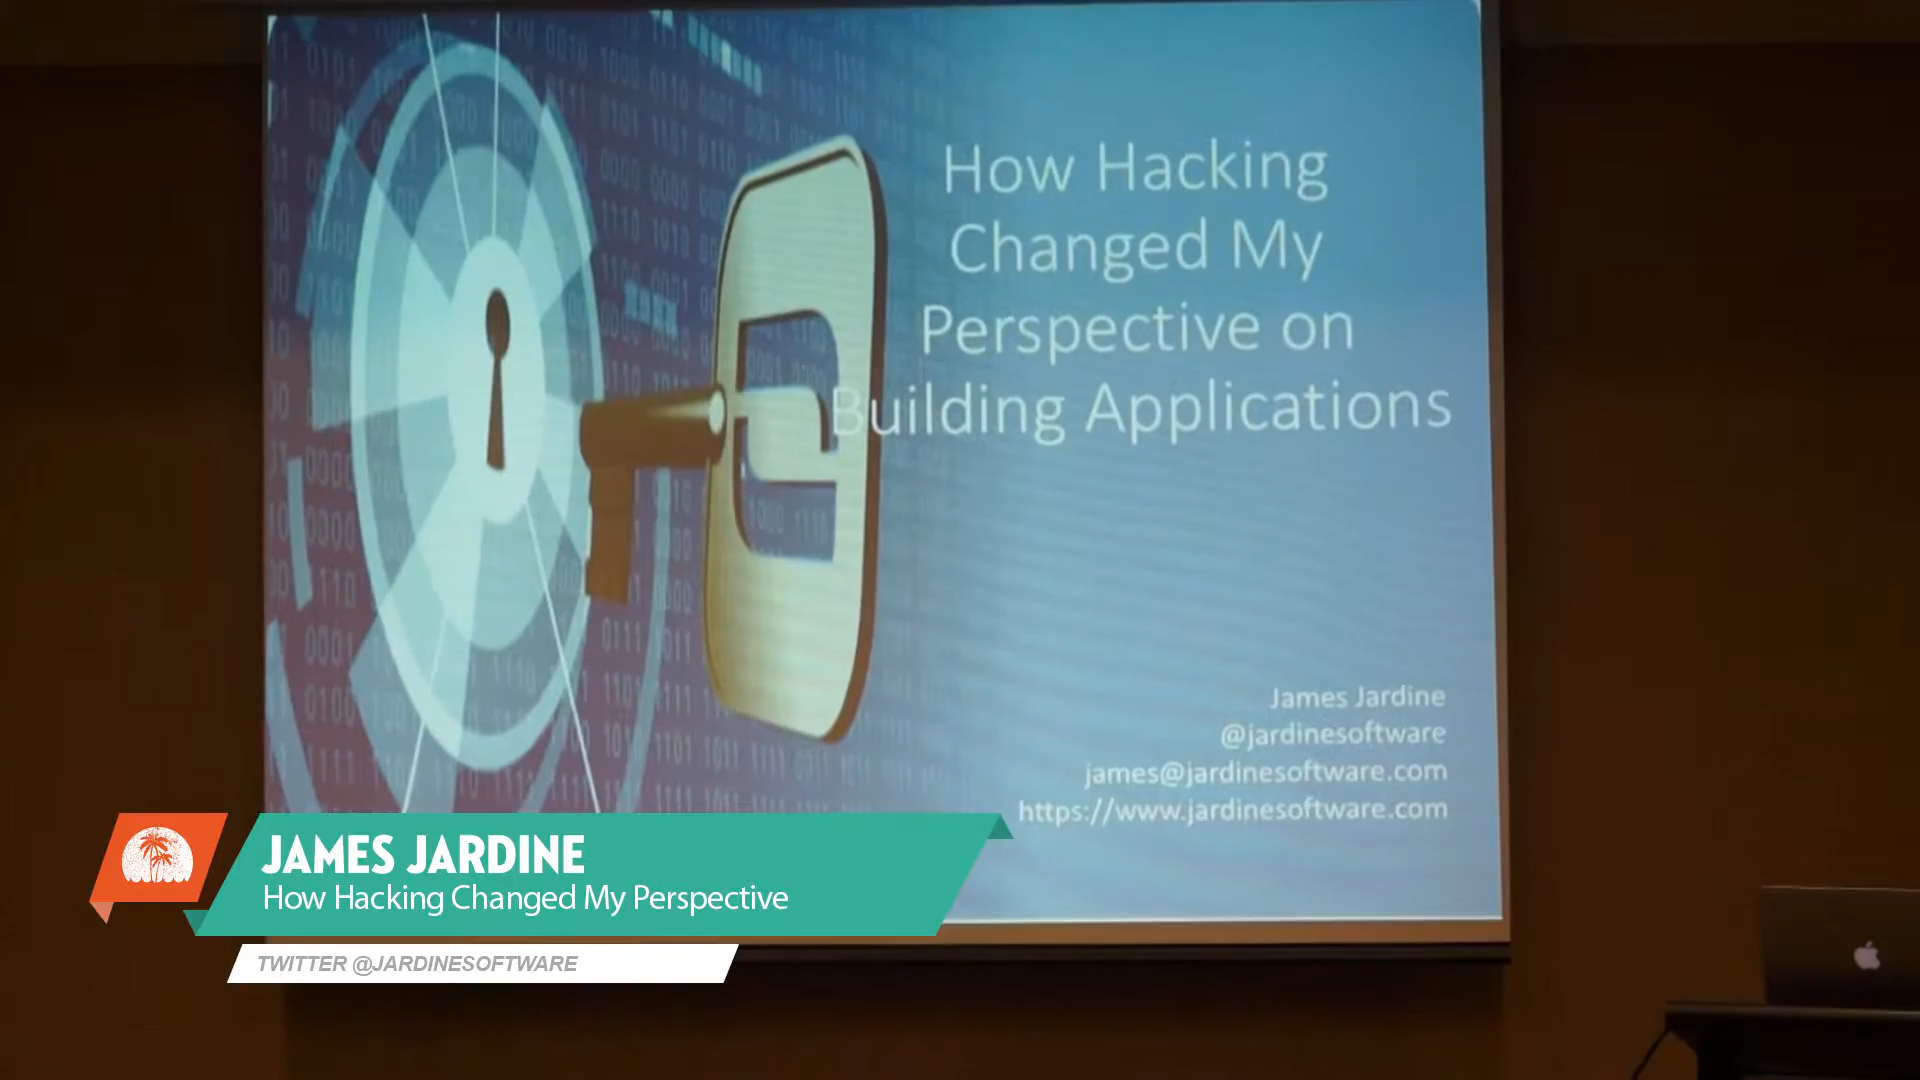 How Hacking
Changed My
Perspective on
Building Applications
James Jardine
@jardinesoftware
james@jardinesoftware.com
https://www.jardinesoftware.com
JAMES JARDINE
How Hacking Changed My Perspective
TWITTER @JARDINESOFTWARE